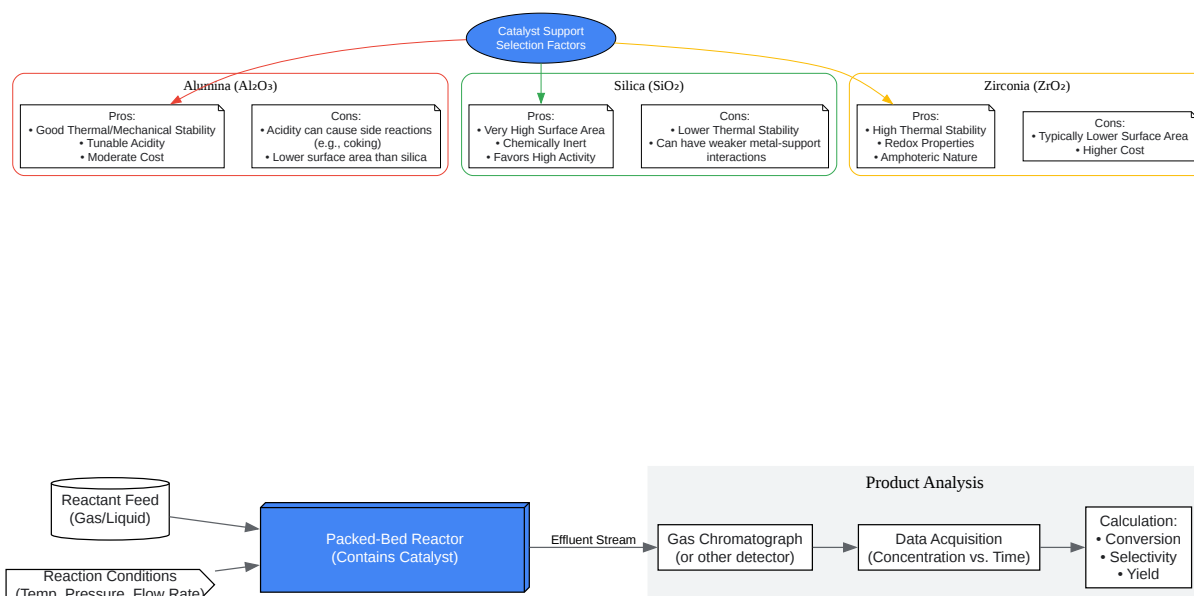 Catalyst Support
Selection Factors
Alumina (Al₂O₃)
Pros:
• Good Thermal/Mechanical Stability
• Tunable Acidity
• Moderate Cost
Cons:
• Acidity can cause side reactions
(e.g., coking)
• Lower surface area than silica
Silica (SiO₂)
Pros:
• Very High Surface Area
• Chemically Inert
• Favors High Activity
Cons:
• Lower Thermal Stability
• Can have weaker metal-support
interactions
Zirconia (ZrO₂)
Pros:
• High Thermal Stability
• Redox Properties
• Amphoteric Nature
Cons:
• Typically Lower Surface Area
• Higher Cost
Reactant Feed
(Gas/Liquid)
Reaction Conditions
(Temp, Pressure, Flow Rate)
Packed-Bed Reactor
(Contains Catalyst)
Effluent Stream
Product Analysis
Gas Chromatograph
(or other detector)
Data Acquisition
(Concentration vs. Time)
Calculation:
• Conversion
• Selectivity
• Yield